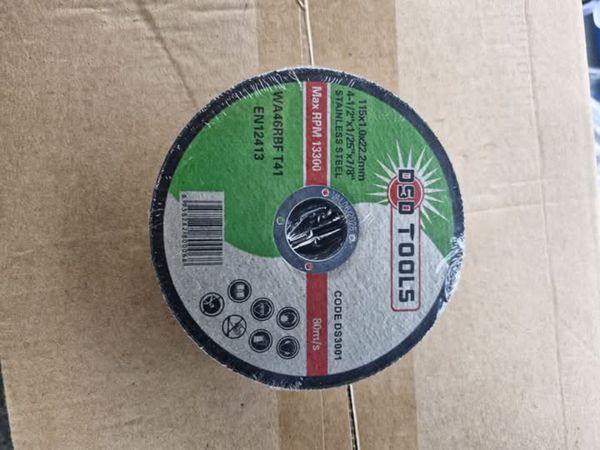 DSD TOOLS
115x1.0x22.2mm
4-1/2"x1/25"x7/8"
STAINLESS STEEL
Max RPM 13300
80m/s
WA46RBF T41
EN12413
CODE:DS3001